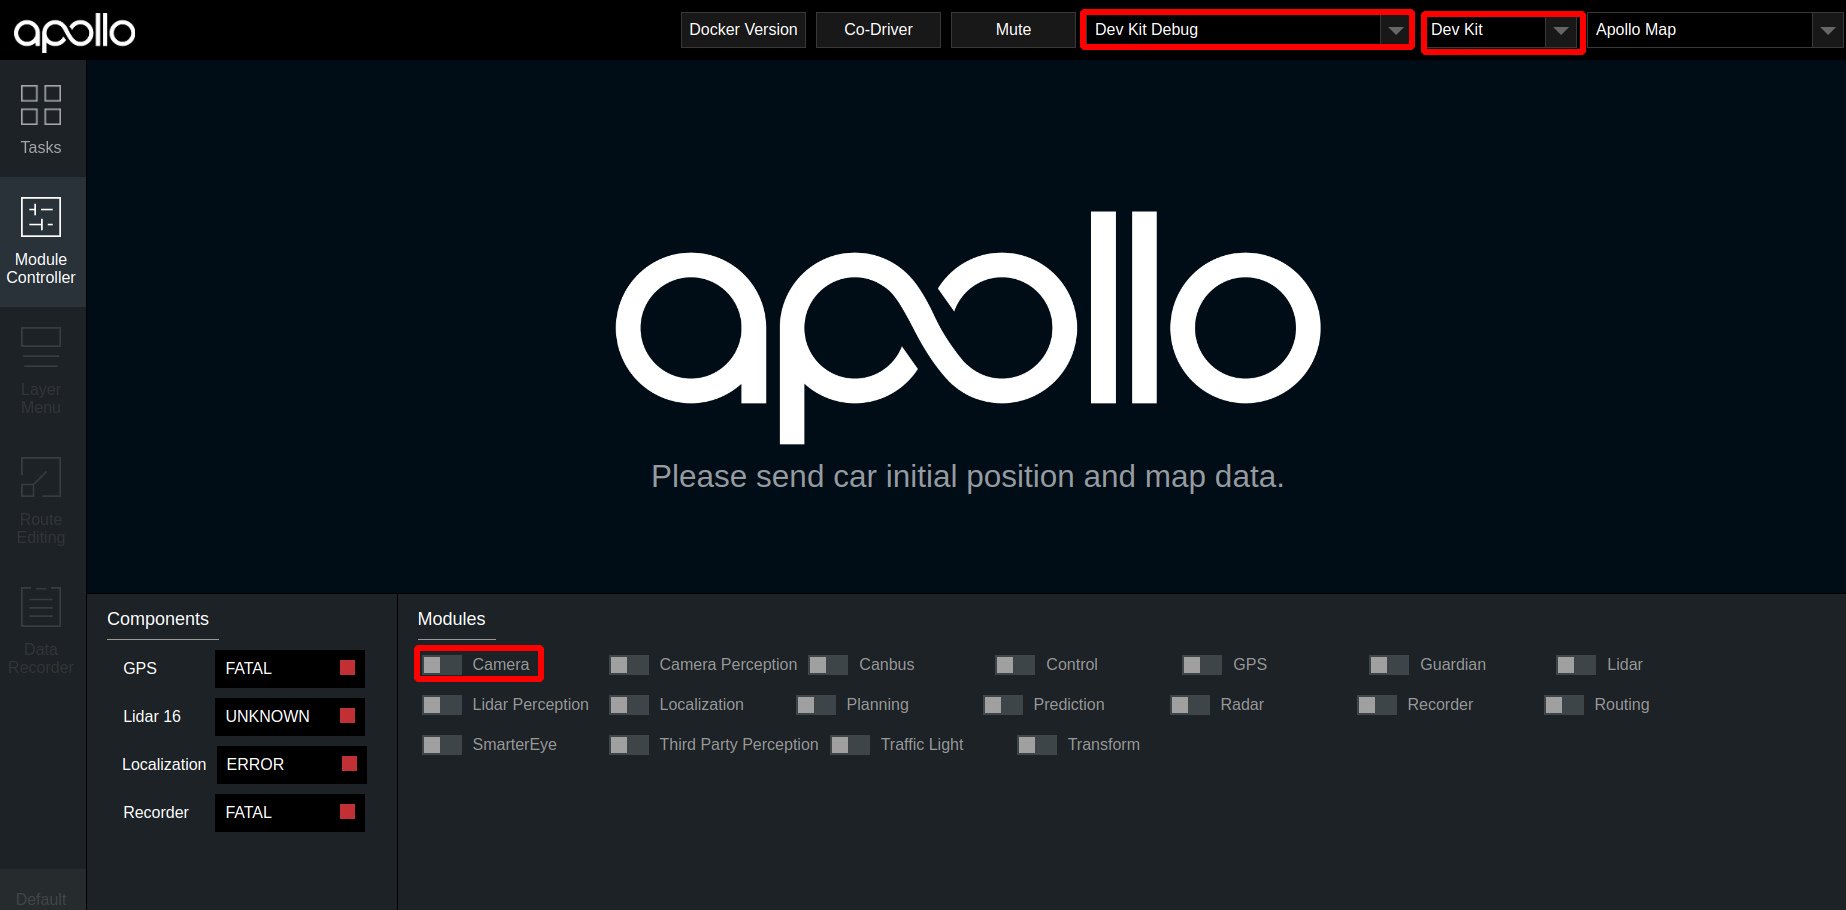 apollo
Docker Version Co-Driver Mute Dev Kit Debug Dev Kit Apollo Map
Tasks
Module
Controller
Layer
Menu
Route
Editing
Data
Recorder
Default
apollo
Please send car initial position and map data.
Components
GPS FATAL
Lidar 16 UNKNOWN
Localization ERROR
Recorder FATAL
Modules
Camera Camera Perception Canbus Control GPS Guardian Lidar
Lidar Perception Localization Planning Prediction Radar Recorder Routing
SmarterEye Third Party Perception Traffic Light Transform